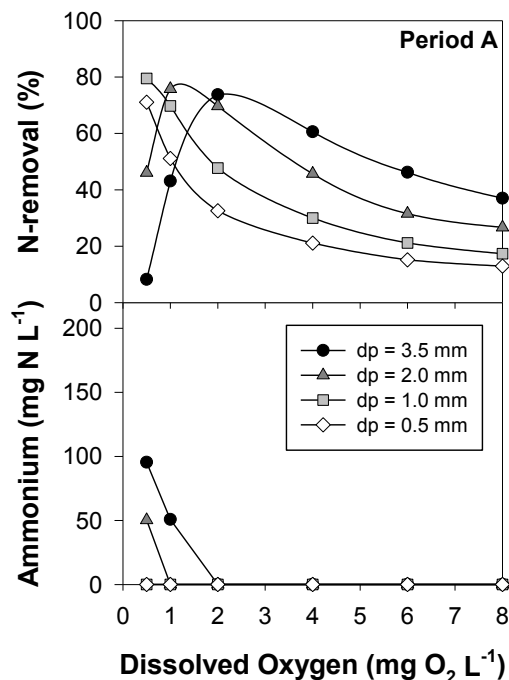 Period A
N-removal (%)
100
80
60
40
20
0
Ammonium (mg N L⁻¹)
200
150
100
50
0
dp = 3.5 mm
dp = 2.0 mm
dp = 1.0 mm
dp = 0.5 mm
0 1 2 3 4 5 6 7 8
Dissolved Oxygen (mg O₂ L⁻¹)